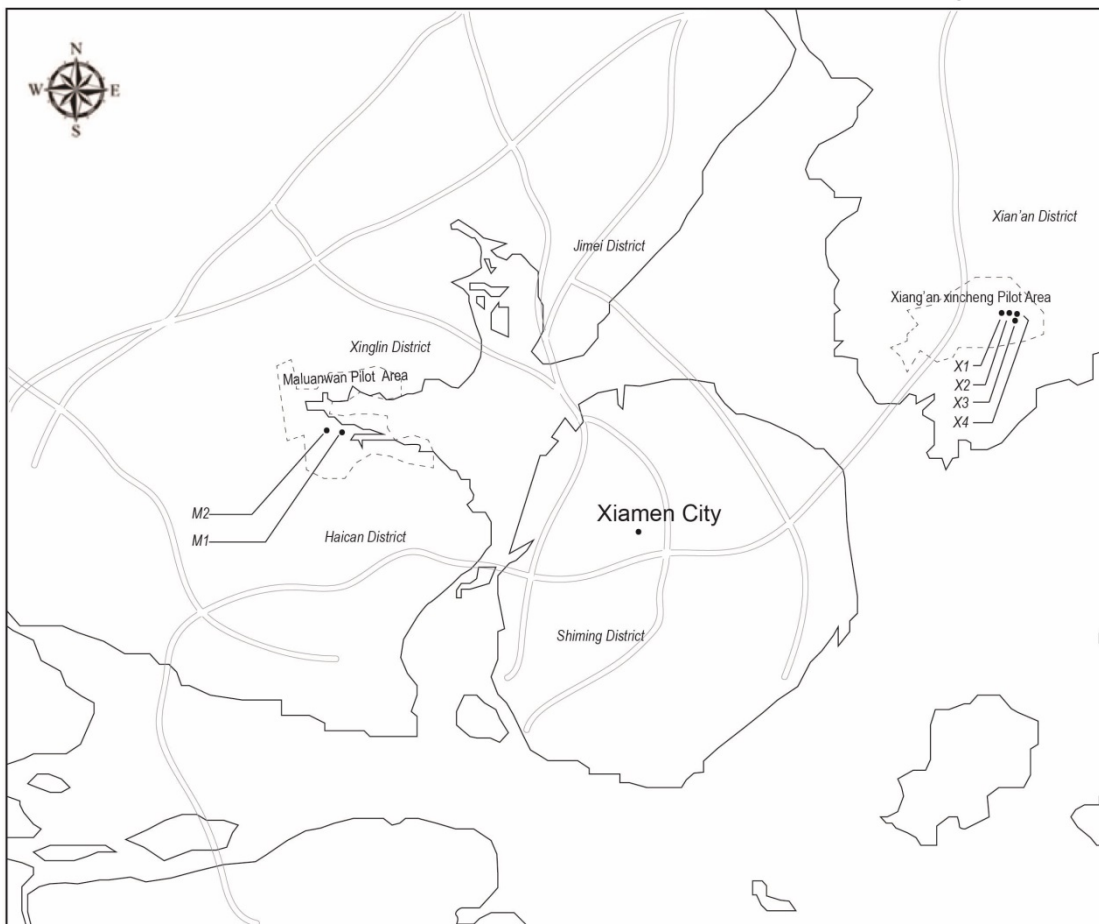 N
W E
S
Xian'an District
Jimei District
Xiang'an xincheng Pilot Area
Xinglin District
Maluanwan Pilot Area
X1
X2
X3
X4
M2
M1
Haican District
Xiamen City
Shiming District